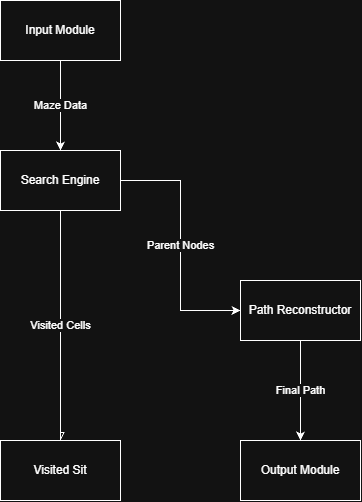 Input Module
Maze Data
Search Engine
Parent Nodes
Path Reconstructor
Visited Cells
Final Path
Visited Sit
Output Module